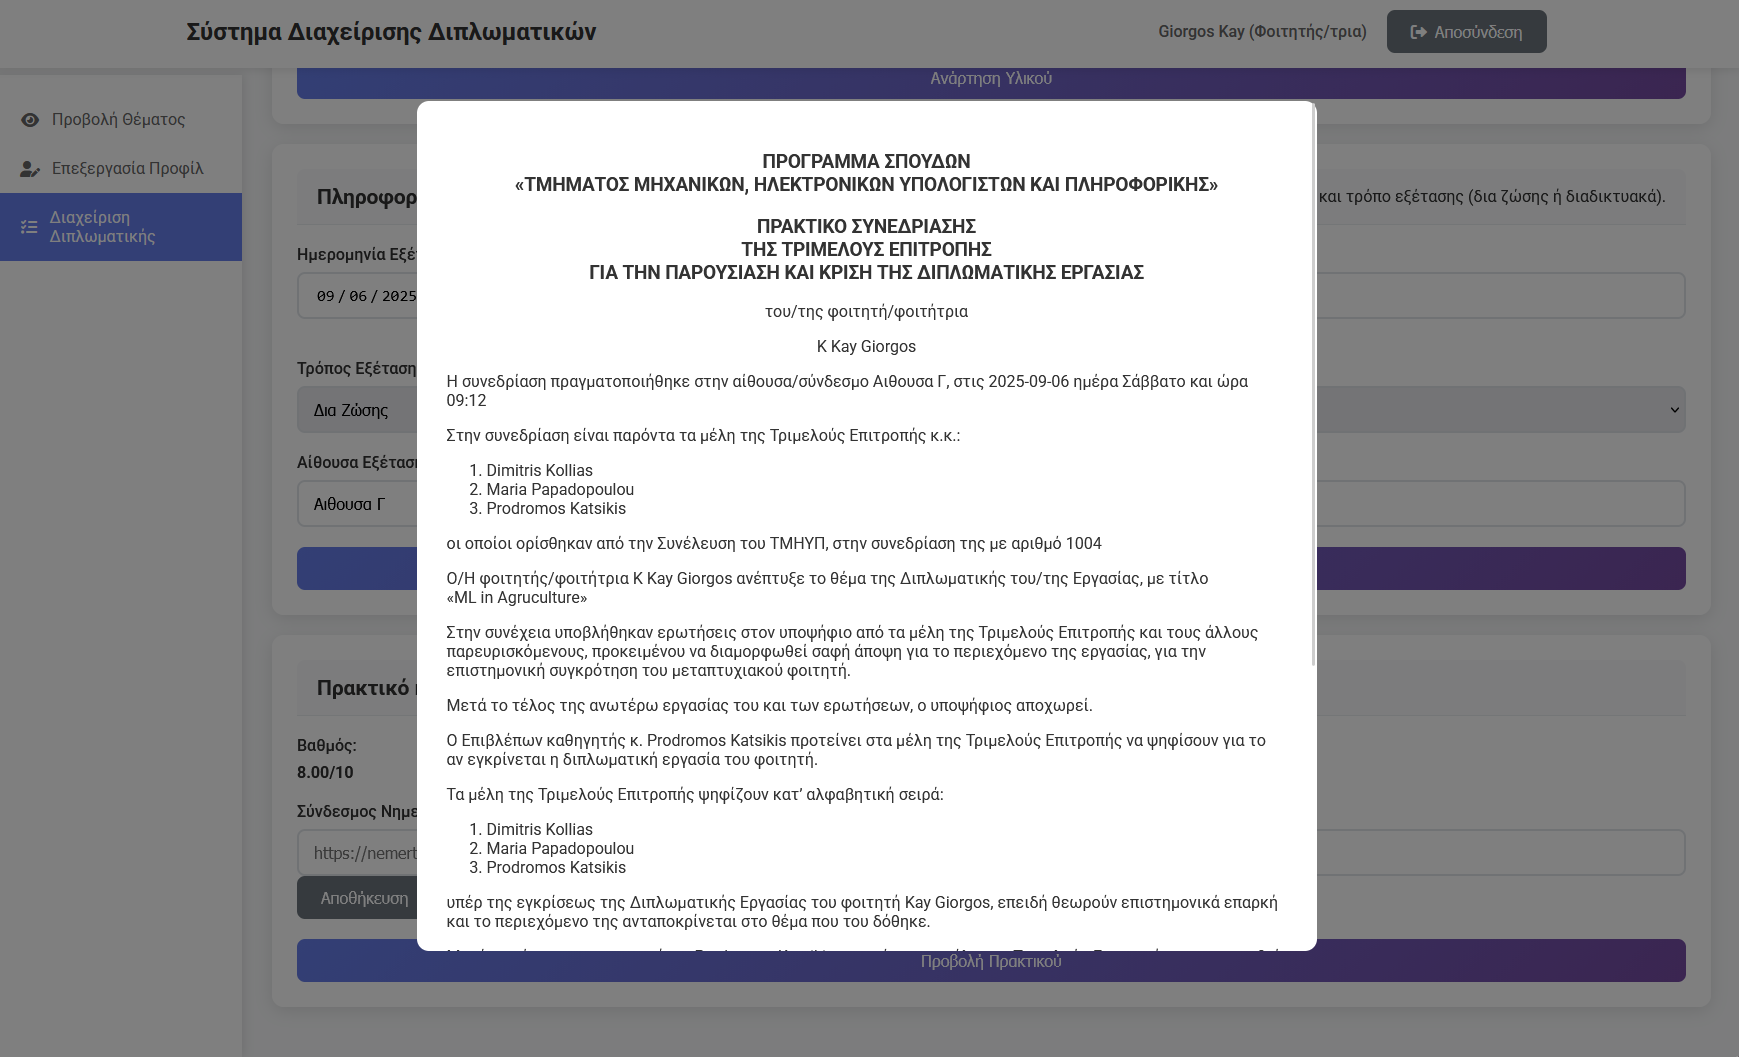 Σύστημα Διαχείρισης Διπλωματικών
Giorgos Kay (Φοιτητής/τρια)
Αποσύνδεση
Προβολή Θέματος
Επεξεργασία Προφίλ
Διαχείριση
Διπλωματικής
Ανάρτηση Υλικού
και τρόπο εξέτασης (δια ζώσης ή διαδικτυακά).
09 / 06 / 2025
Δια Ζώσης
Αιθουσα Γ
Πρακτικό
Βαθμός:
8.00/10
Σύνδεσμος
Αποθήκευση
Προβολή Πρακτικού
ΠΡΟΓΡΑΜΜΑ ΣΠΟΥΔΩΝ
«ΤΜΗΜΑΤΟΣ ΜΗΧΑΝΙΚΩΝ, ΗΛΕΚΤΡΟΝΙΚΩΝ ΥΠΟΛΟΓΙΣΤΩΝ ΚΑΙ ΠΛΗΡΟΦΟΡΙΚΗΣ»
ΠΡΑΚΤΙΚΟ ΣΥΝΕΔΡΙΑΣΗΣ
ΤΗΣ ΤΡΙΜΕΛΟΥΣ ΕΠΙΤΡΟΠΗΣ
ΓΙΑ ΤΗΝ ΠΑΡΟΥΣΙΑΣΗ ΚΑΙ ΚΡΙΣΗ ΤΗΣ ΔΙΠΛΩΜΑΤΙΚΗΣ ΕΡΓΑΣΙΑΣ
του/της φοιτητή/φοιτήτρια
Κ Kay Giorgos
Η συνεδρίαση πραγματοποιήθηκε στην αίθουσα/σύνδεσμο Αιθουσα Γ, στις 2025-09-06 ημέρα Σάββατο και ώρα
09:12
Στην συνεδρίαση είναι παρόντα τα μέλη της Τριμελούς Επιτροπής κ.κ.:
1. Dimitris Kollias
2. Maria Papadopoulou
3. Prodromos Katsikis
οι οποίοι ορίσθηκαν από την Συνέλευση του ΤΜΗΥΠ, στην συνεδρίαση της με αριθμό 1004
Ο/Η φοιτητής/φοιτήτρια Κ Kay Giorgos ανέπτυξε το θέμα της Διπλωματικής του/της Εργασίας, με τίτλο
«ML in Agruculture»
Στην συνέχεια υποβλήθηκαν ερωτήσεις στον υποψήφιο από τα μέλη της Τριμελούς Επιτροπής και τους άλλους
παρευρισκόμενους, προκειμένου να διαμορφωθεί σαφή άποψη για το περιεχόμενο της εργασίας, για την
επιστημονική συγκρότηση του μεταπτυχιακού φοιτητή.
Μετά το τέλος της ανωτέρω εργασίας του και των ερωτήσεων, ο υποψήφιος αποχωρεί.
Ο Επιβλέπων καθηγητής κ. Prodromos Katsikis προτείνει στα μέλη της Τριμελούς Επιτροπής να ψηφίσουν για το
αν εγκρίνεται η διπλωματική εργασία του φοιτητή.
Τα μέλη της Τριμελούς Επιτροπής ψηφίζουν κατ’ αλφαβητική σειρά:
1. Dimitris Kollias
2. Maria Papadopoulou
3. Prodromos Katsikis
υπέρ της εγκρίσεως της Διπλωματικής Εργασίας του φοιτητή Kay Giorgos, επειδή θεωρούν επιστημονικά επαρκή
και το περιεχόμενο της ανταποκρίνεται στο θέμα που του δόθηκε.